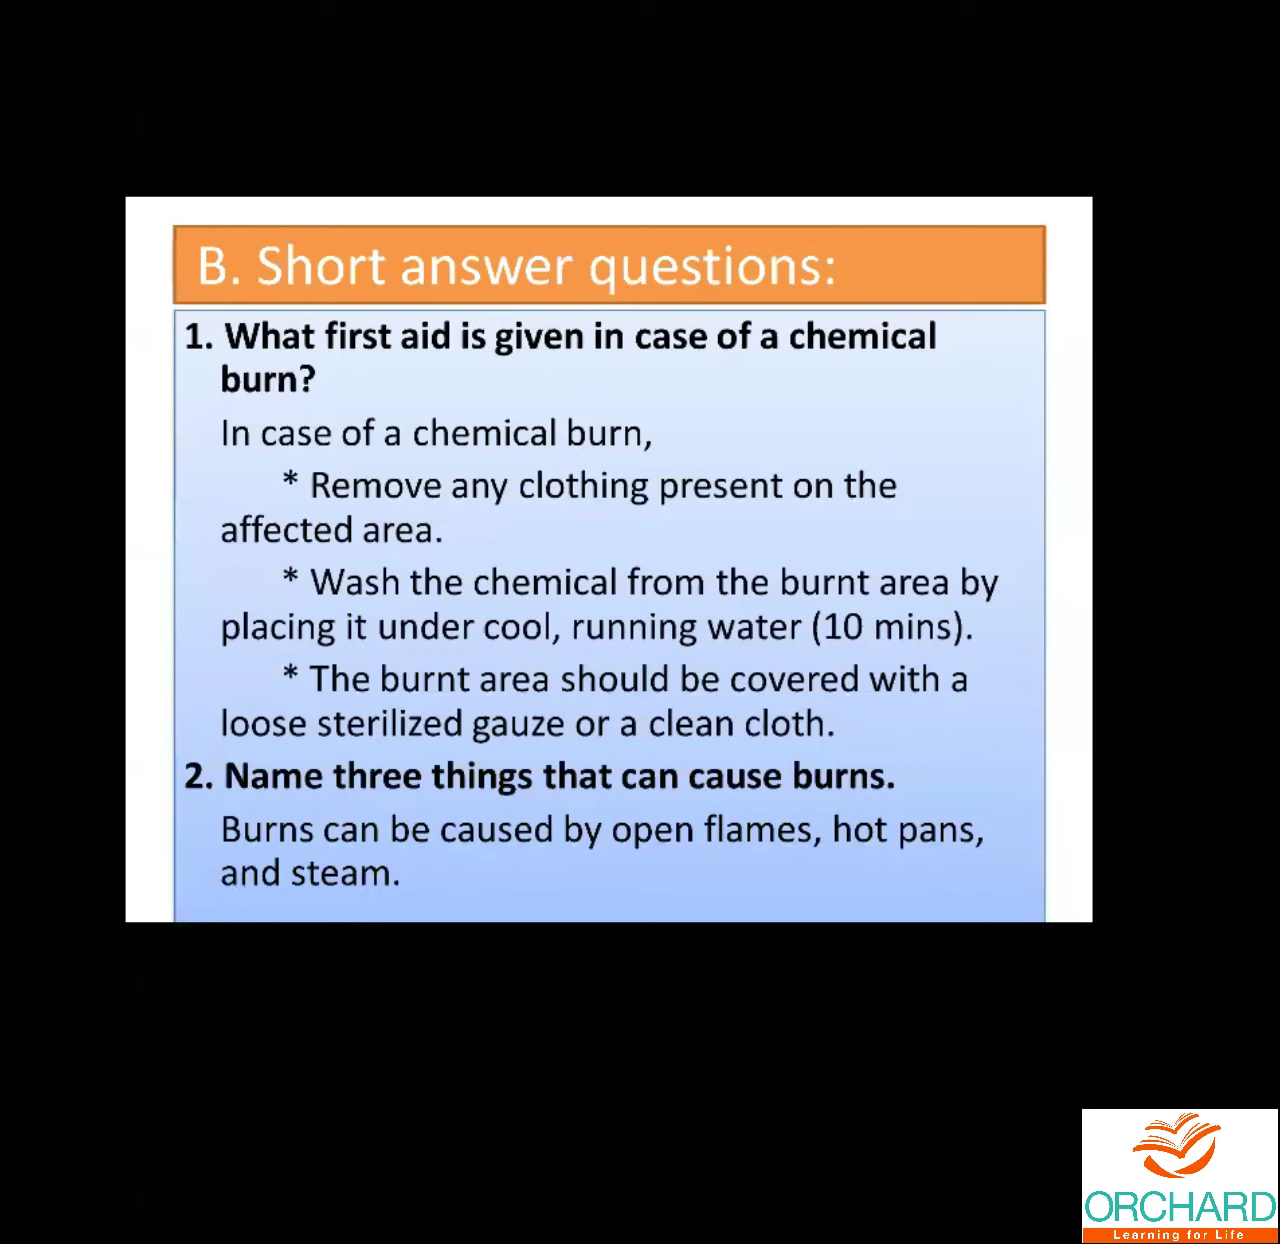 B. Short answer questions:
1. What first aid is given in case of a chemical
burn?
In case of a chemical burn,
* Remove any clothing present on the
affected area.
* Wash the chemical from the burnt area by
placing it under cool, running water (10 mins).
* The burnt area should be covered with a
loose sterilized gauze or a clean cloth.
2. Name three things that can cause burns.
Burns can be caused by open flames, hot pans,
and steam.
ORCHARD
Learning for Life